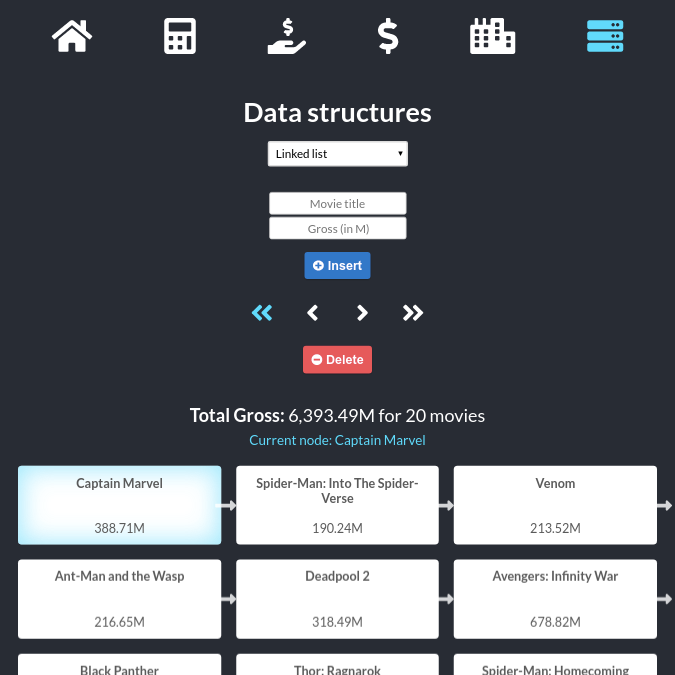 Data structures
Linked list
Movie title
Gross (in M)
Insert
Delete
Total Gross: 6,393.49M for 20 movies
Current node: Captain Marvel
Captain Marvel
388.71M
Spider-Man: Into The Spider-
Verse
190.24M
Venom
213.52M
Ant-Man and the Wasp
216.65M
Deadpool 2
318.49M
Avengers: Infinity War
678.82M
Black Panther
Thor: Ragnarok
Spider-Man: Homecoming